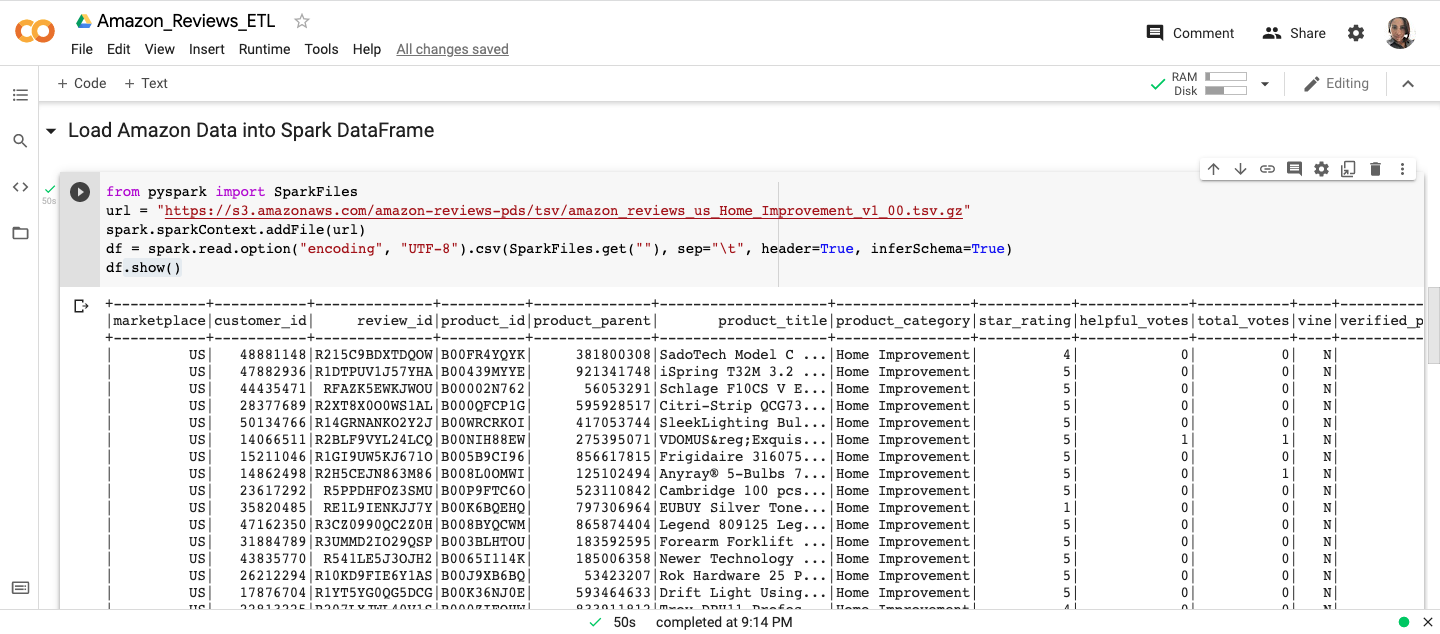 Amazon_Reviews_ETL
File Edit View Insert Runtime Tools Help All changes saved
Comment Share
+ Code + Text
RAM
Disk
Editing
Load Amazon Data into Spark DataFrame
50s
from pyspark import SparkFiles
url = "https://s3.amazonaws.com/amazon-reviews-pds/tsv/amazon_reviews_us_Home_Improvement_v1_00.tsv.gz"
spark.sparkContext.addFile(url)
df = spark.read.option("encoding", "UTF-8").csv(SparkFiles.get(""), sep="\t", header=True, inferSchema=True)
df.show()
+-----------+-----------+--------------+----------+--------------+--------------------+----------------+-----------+-------------+-----------+----+----------
|marketplace|customer_id|     review_id|product_id|product_parent|       product_title|product_category|star_rating|helpful_votes|total_votes|vine|verified_p
+-----------+-----------+--------------+----------+--------------+--------------------+----------------+-----------+-------------+-----------+----+----------
|         US|   48881148|R215C9BDXTDQOW|B00FR4YQYK|     381800308|SadoTech Model C ...|Home Improvement|          4|            0|          0|   N|
|         US|   47882936|R1DTPUV1J57YHA|B00439MYYE|     921341748|iSpring T32M 3.2 ...|Home Improvement|          5|            0|          0|   N|
|         US|   44435471| RFAZK5EWKJWOU|B00002N762|      56053291|Schlage F10CS V E...|Home Improvement|          5|            0|          0|   N|
|         US|   28377689|R2XT8X0O0WS1AL|B000QFCP1G|     595928517|Citri-Strip QCG73...|Home Improvement|          5|            0|          0|   N|
|         US|   50134766|R14GRNANKO2Y2J|B00WRCRKOI|     417053744|SleekLighting Bul...|Home Improvement|          5|            0|          0|   N|
|         US|   14066511|R2BLF9VYL24LCQ|B00NIH88EW|     275395071|VDOMUS&reg;Exquis...|Home Improvement|          5|            1|          1|   N|
|         US|   15211046|R1GI9UW5KJ671O|B005B9CI96|     856617815|Frigidaire 316075...|Home Improvement|          5|            0|          0|   N|
|         US|   14862498|R2H5CEJN863M86|B008L0OMWI|     125102494|Anyray® 5-Bulbs 7...|Home Improvement|          5|            0|          1|   N|
|         US|   23617292| R5PPDHFOZ3SMU|B00P9FTC6O|     523110842|Cambridge 100 pcs...|Home Improvement|          5|            0|          0|   N|
|         US|   35820485| RE1L9IENKJJ7Y|B00K6BQEHQ|     797306964|EUBUY Silver Tone...|Home Improvement|          1|            0|          0|   N|
|         US|   47162350|R3CZ0990QC2Z0H|B008BYQCWM|     865874404|Legend 809125 Leg...|Home Improvement|          5|            0|          0|   N|
|         US|   31884789|R3UMMD2IO29QSP|B003BLHTOU|     183592595|Forearm Forklift ...|Home Improvement|          5|            0|          0|   N|
|         US|   43835770| R541LE5J3OJH2|B0065I114K|     185006358|Newer Technology ...|Home Improvement|          5|            0|          0|   N|
|         US|   26212294|R10KD9FIE6Y1AS|B00J9XB6BQ|      53423207|Rok Hardware 25 P...|Home Improvement|          5|            0|          0|   N|
|         US|   17876704|R1YT5YG0QG5DCG|B00K36NJ0E|     593464633|Drift Light Using...|Home Improvement|          5|            0|          0|   N|
50s completed at 9:14 PM